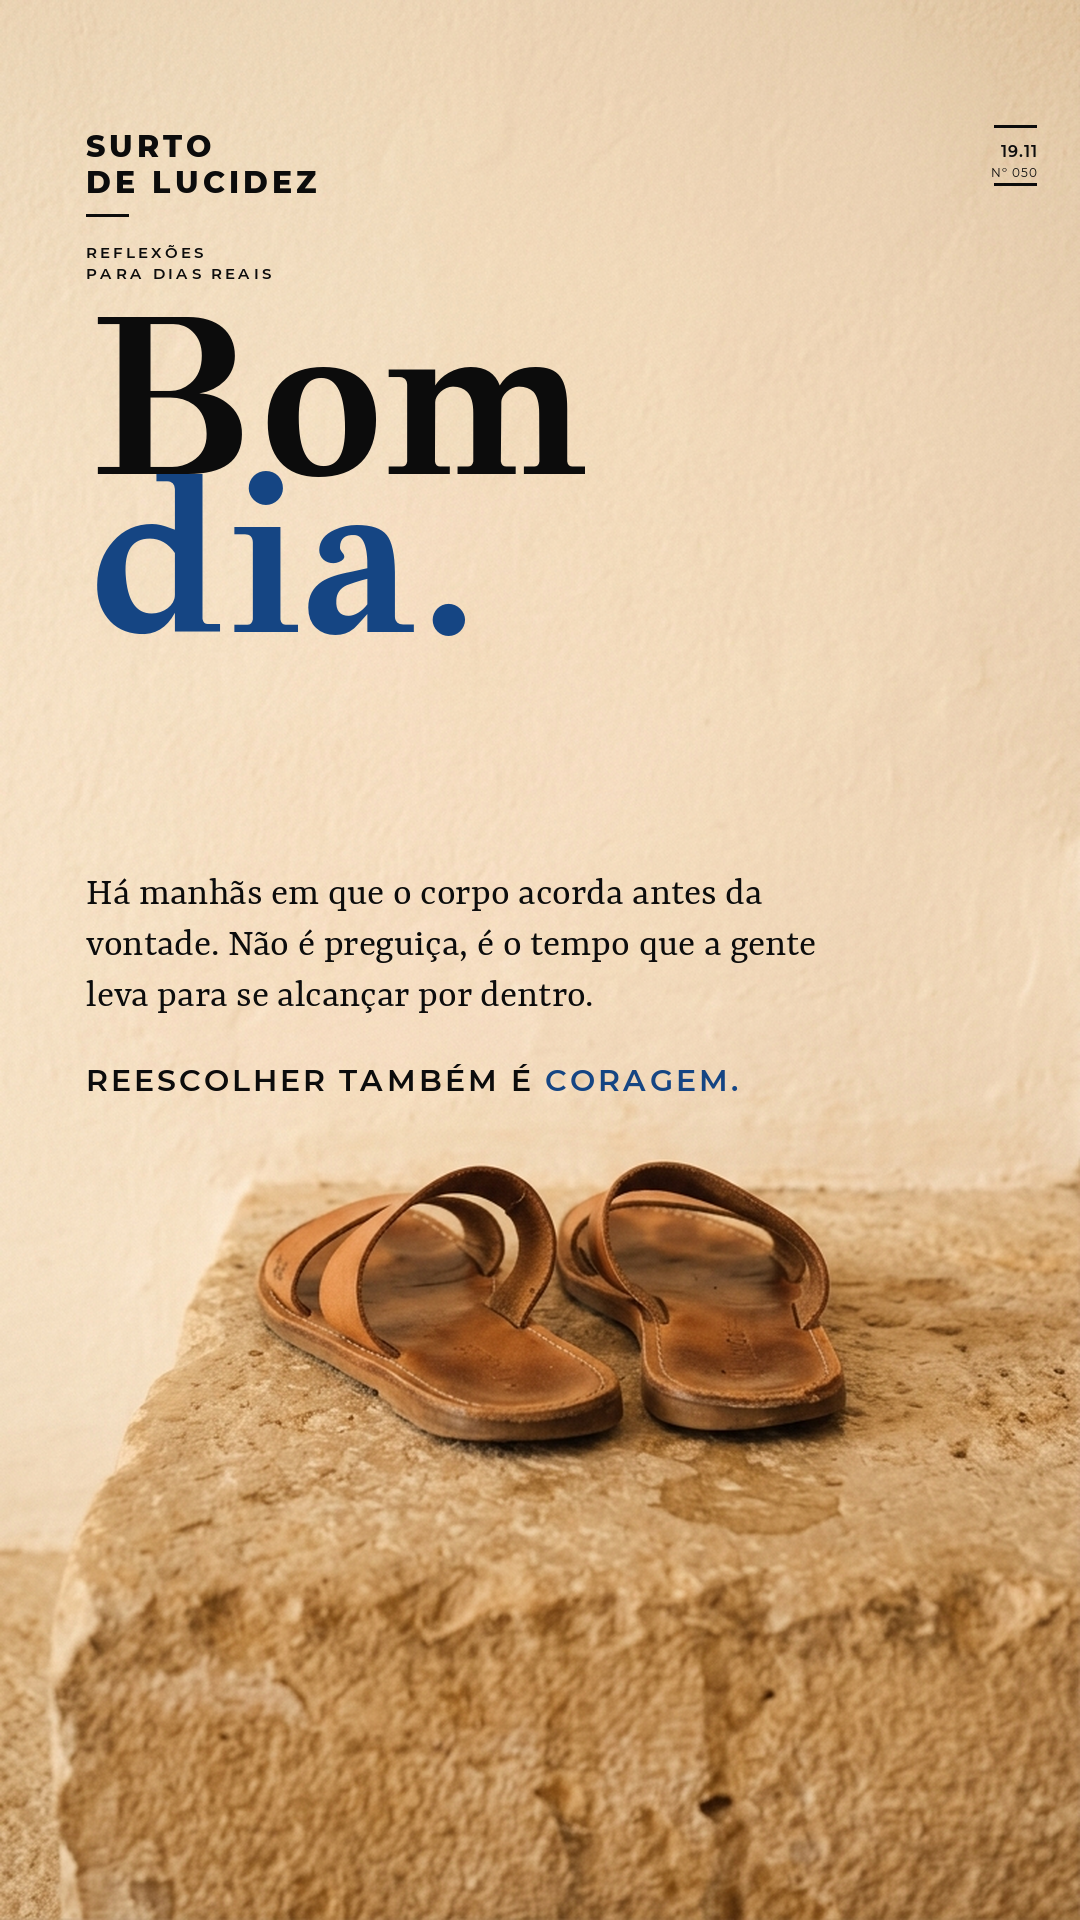 SURTO
DE LUCIDEZ
19.11
Nº 050
REFLEXÕES
PARA DIAS REAIS
Bom
dia.
Há manhãs em que o corpo acorda antes da
vontade. Não é preguiça, é o tempo que a gente
leva para se alcançar por dentro.
REESCOLHER TAMBÉM É CORAGEM.